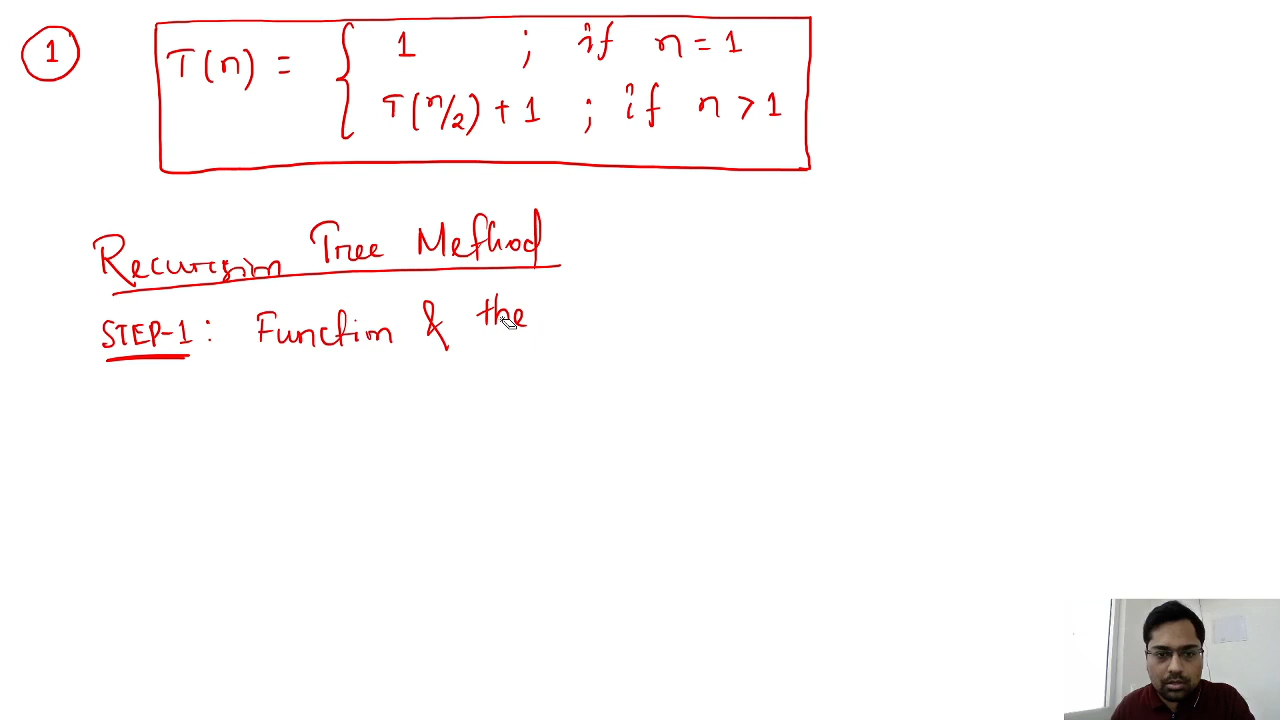 1
T(n) = { 1 ; if n = 1
T(n/2) + 1 ; if n > 1
Recursion Tree Method
STEP-1 : Function & the